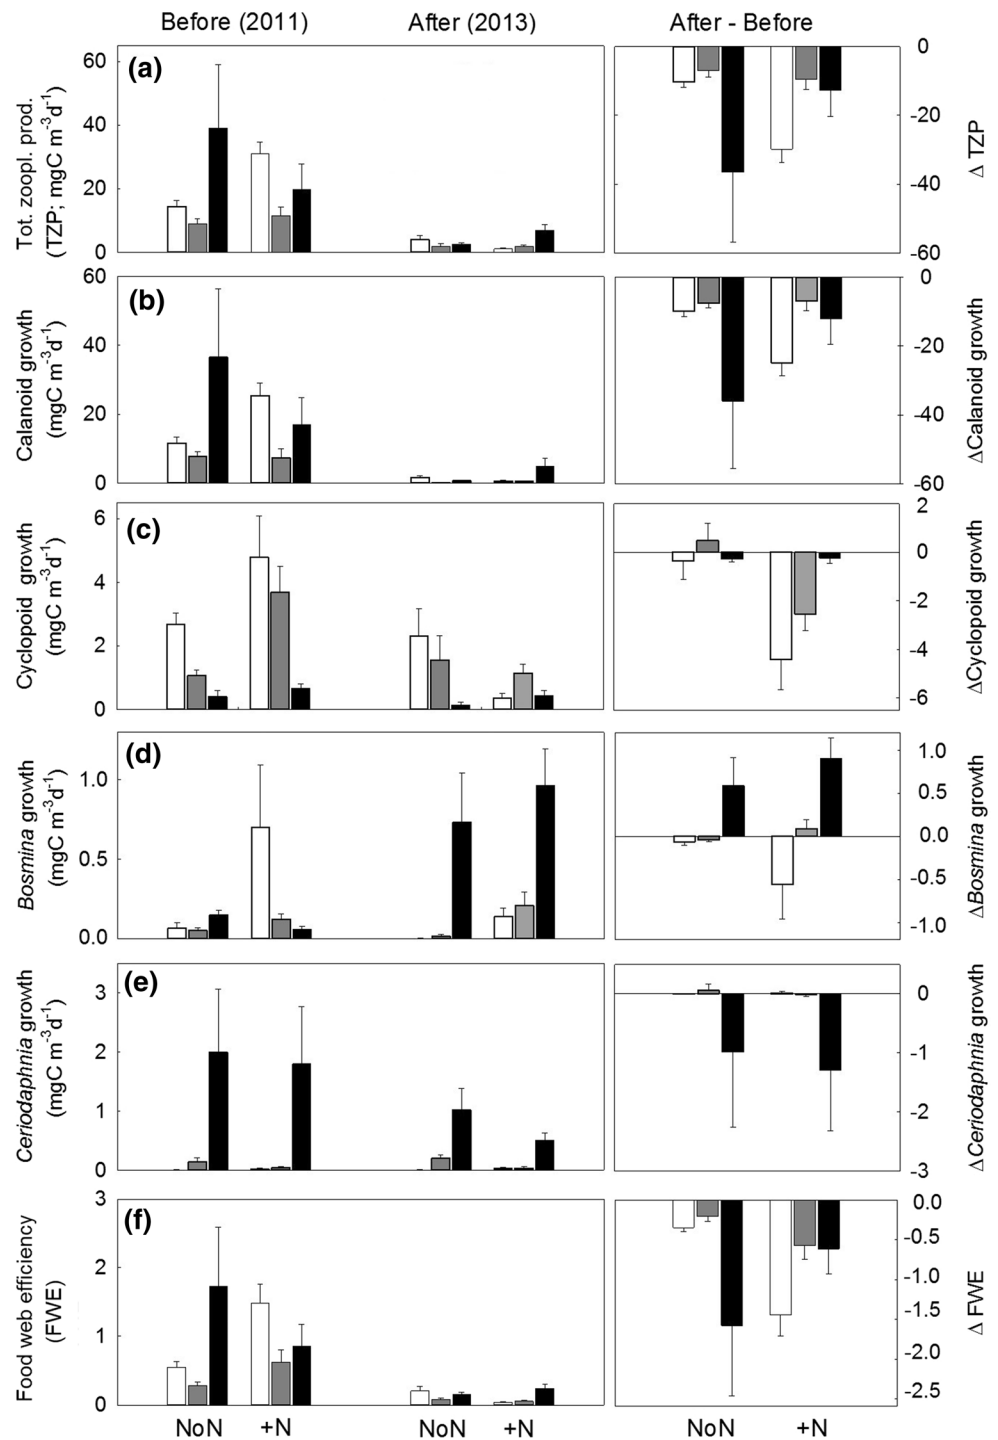 Before (2011) After (2013) After - Before
(a)
Tot. zoopl. prod.
(TZP; mgC m⁻³d⁻¹)
60
40
20
0
0
-20
-40
-60
Δ TZP
(b)
Calanoid growth
(mgC m⁻³d⁻¹)
60
40
20
0
0
-20
-40
-60
ΔCalanoid growth
(c)
Cyclopoid growth
(mgC m⁻³d⁻¹)
6
4
2
0
2
0
-2
-4
-6
ΔCyclopoid growth
(d)
Bosmina growth
(mgC m⁻³d⁻¹)
1.0
0.5
0.0
1.0
0.5
0.0
-0.5
-1.0
ΔBosmina growth
(e)
Ceriodaphnia growth
(mgC m⁻³d⁻¹)
3
2
1
0
0
-1
-2
-3
ΔCeriodaphnia growth
(f)
Food web efficiency
(FWE)
3
2
1
0
0.0
-0.5
-1.0
-1.5
-2.0
-2.5
Δ FWE
NoN +N NoN +N NoN +N